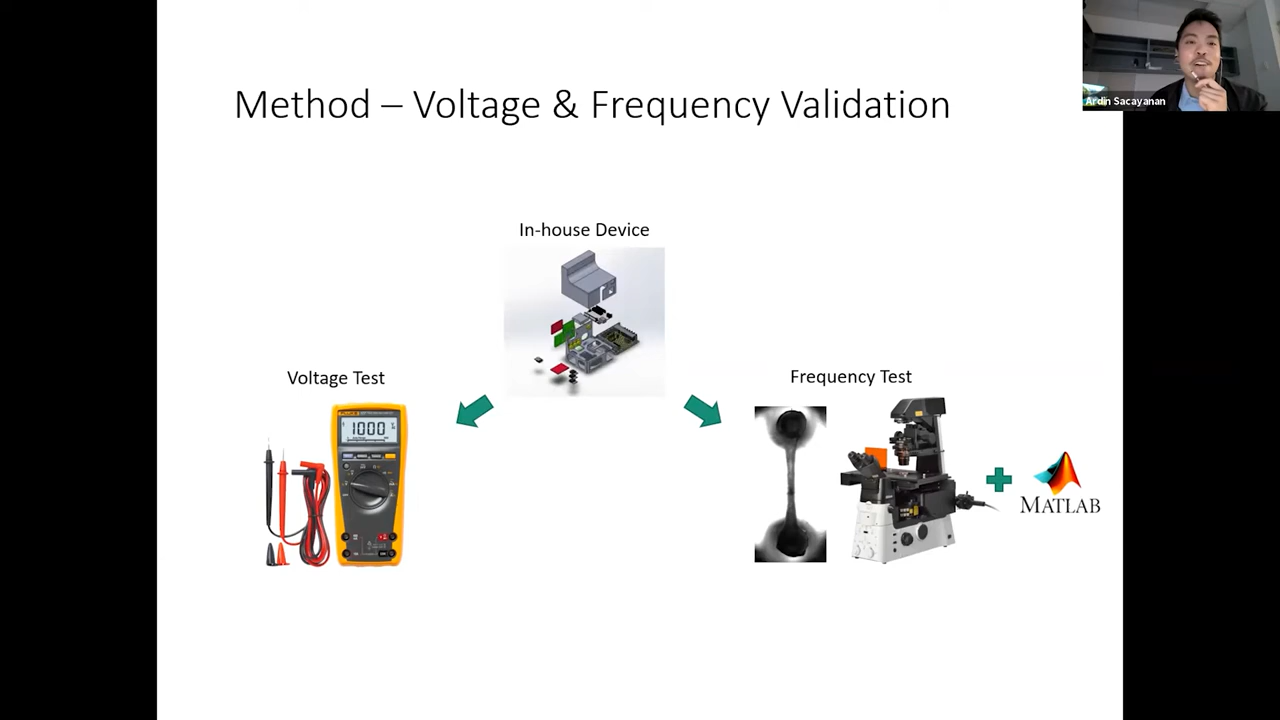 Ardin Sacayanan
Method – Voltage & Frequency Validation
In-house Device
Voltage Test
Frequency Test
1000
MATLAB